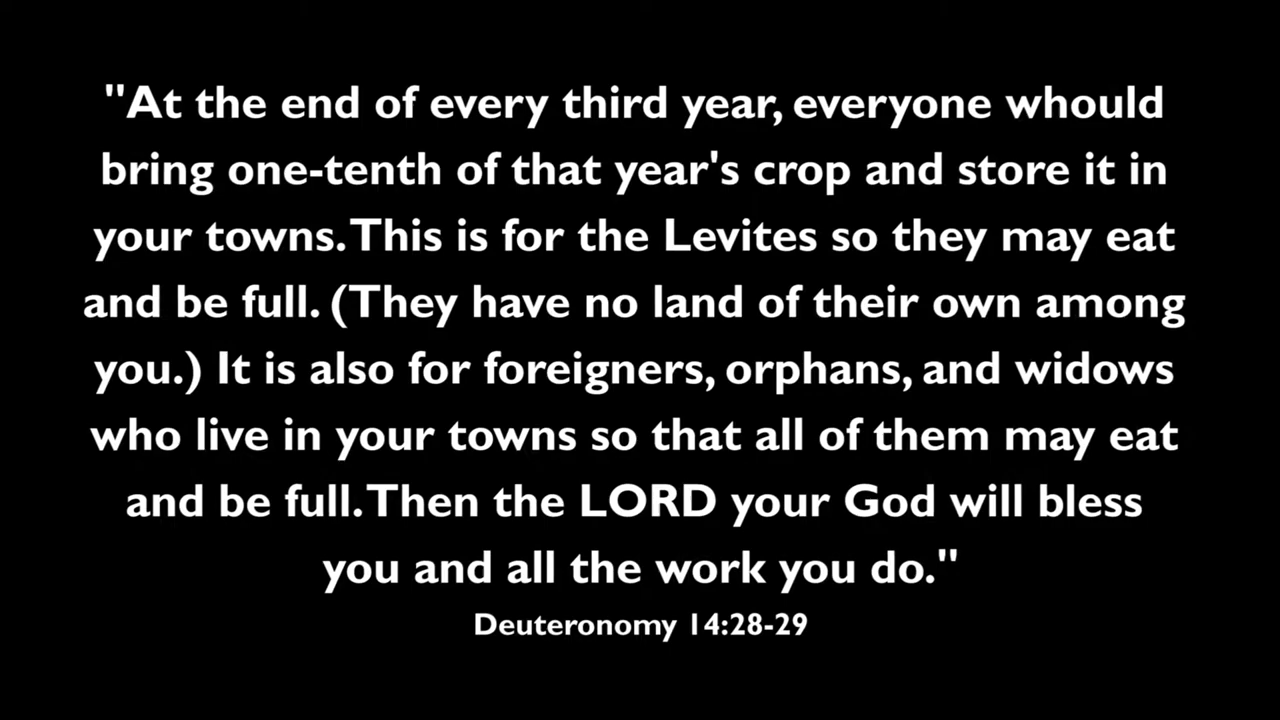 "At the end of every third year, everyone whould
bring one-tenth of that year's crop and store it in
your towns. This is for the Levites so they may eat
and be full. (They have no land of their own among
you.) It is also for foreigners, orphans, and widows
who live in your towns so that all of them may eat
and be full. Then the LORD your God will bless
you and all the work you do."
Deuteronomy 14:28-29